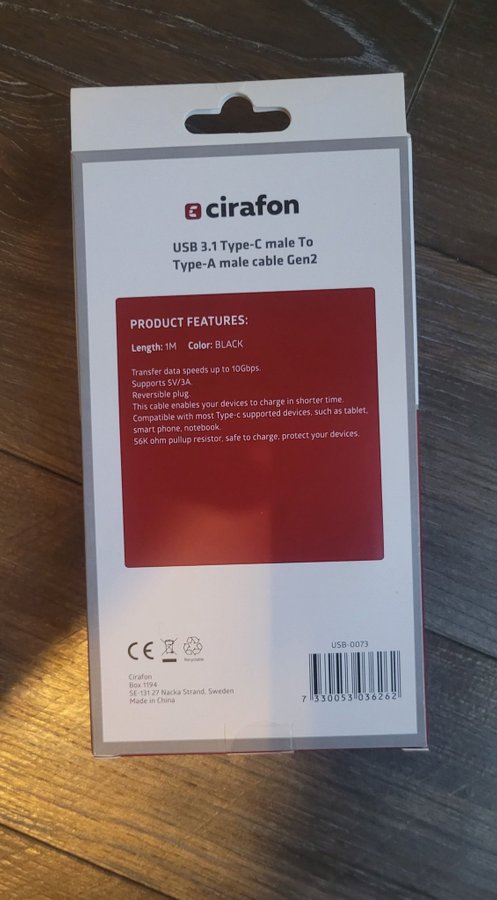 cirafon
USB 3.1 Type-C male To
Type-A male cable Gen2
PRODUCT FEATURES:
Length: 1M Color: BLACK
Transfer data speeds up to 10Gbps.
Supports 5V/3A.
Reversible plug.
This cable enables your devices to charge in shorter time.
Compatible with most Type-c supported devices, such as tablet,
smart phone, notebook.
56K ohm pullup resistor, safe to charge, protect your devices.
CE
Recyclable
Cirafon
Box 1194
SE-131 27 Nacka Strand, Sweden
Made in China
USB-0073
7 330053 036262